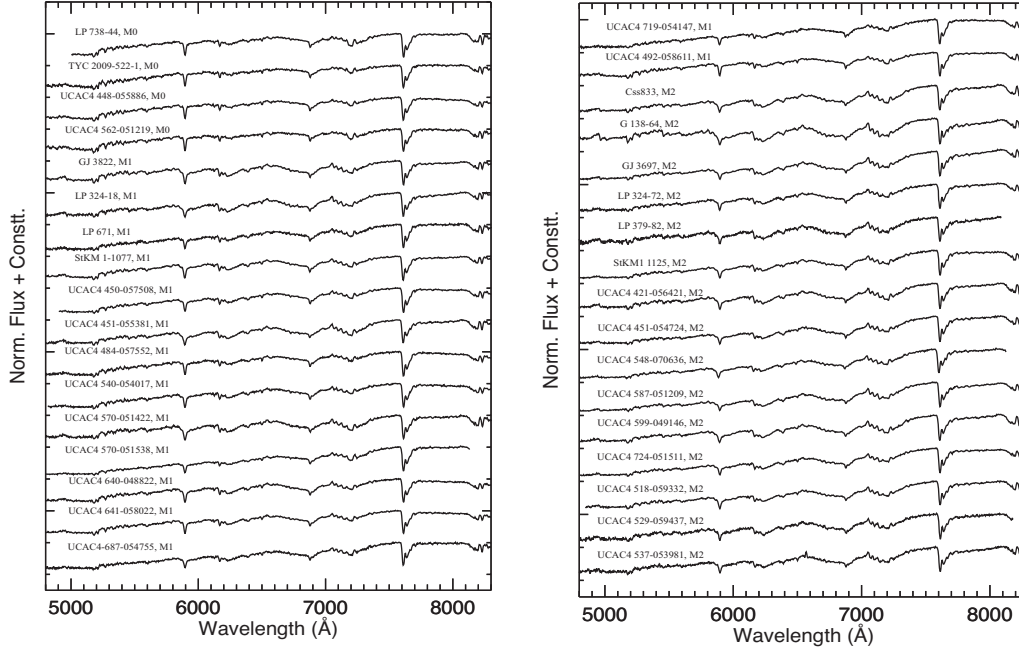 Norm. Flux + Constt.
LP 738-44, M0
TYC 2009-522-1, M0
UCAC4 448-055886, M0
UCAC4 562-051219, M0
GJ 3822, M1
LP 324-18, M1
LP 671, M1
StKM 1-1077, M1
UCAC4 450-057508, M1
UCAC4 451-055381, M1
UCAC4 484-057552, M1
UCAC4 540-054017, M1
UCAC4 570-051422, M1
UCAC4 570-051538, M1
UCAC4 640-048822, M1
UCAC4 641-058022, M1
UCAC4-687-054755, M1
5000 6000 7000 8000
Wavelength (Å)
Norm. Flux + Constt.
UCAC4 719-054147, M1
UCAC4 492-058611, M1
Css833, M2
G 138-64, M2
GJ 3697, M2
LP 324-72, M2
LP 379-82, M2
StKM1 1125, M2
UCAC4 421-056421, M2
UCAC4 451-054724, M2
UCAC4 548-070636, M2
UCAC4 587-051209, M2
UCAC4 599-049146, M2
UCAC4 724-051511, M2
UCAC4 518-059332, M2
UCAC4 529-059437, M2
UCAC4 537-053981, M2
5000 6000 7000 8000
Wavelength (Å)